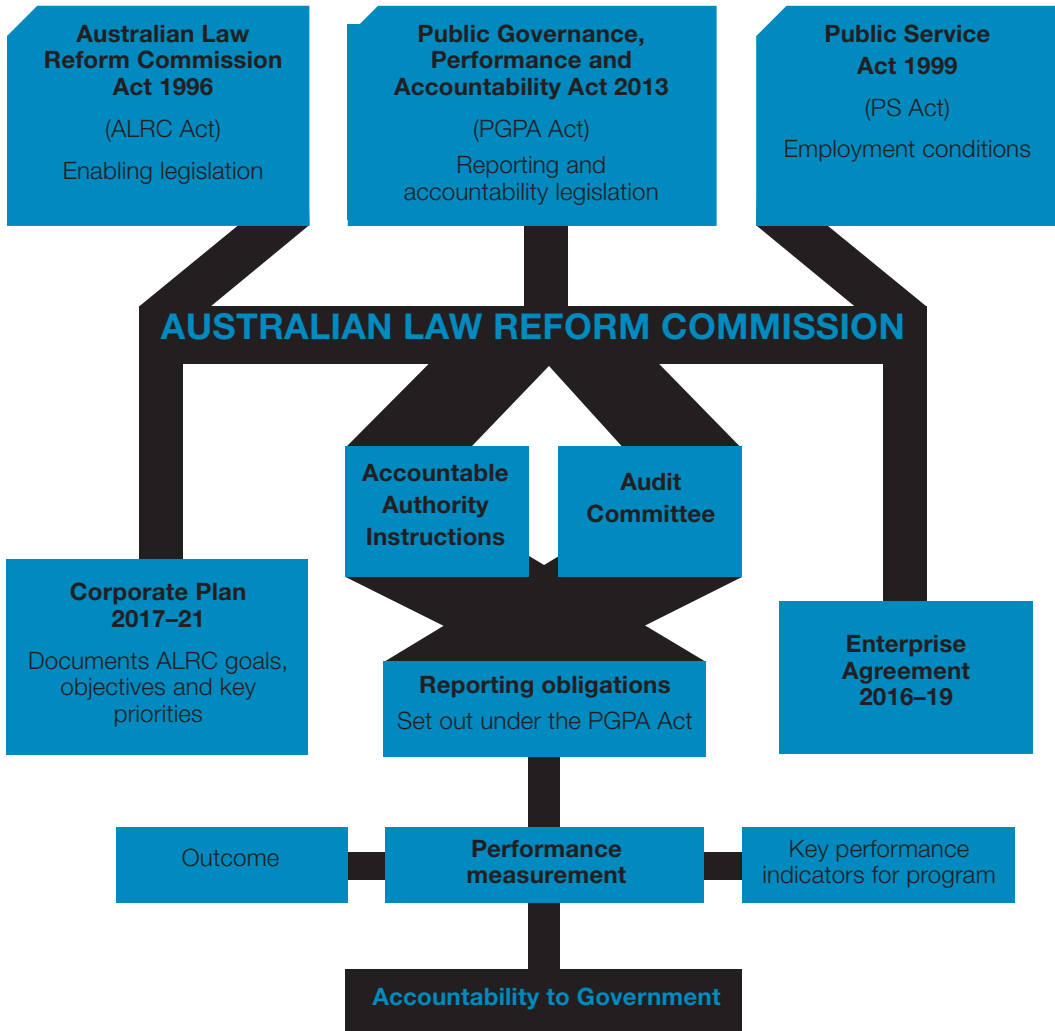 Australian Law
Reform Commission
Act 1996
(ALRC Act)
Enabling legislation
Public Governance,
Performance and
Accountability Act 2013
(PGPA Act)
Reporting and
accountability legislation
Public Service
Act 1999
(PS Act)
Employment conditions
AUSTRALIAN LAW REFORM COMMISSION
Accountable
Authority
Instructions
Audit
Committee
Corporate Plan
2017–21
Documents ALRC goals,
objectives and key
priorities
Reporting obligations
Set out under the PGPA Act
Enterprise
Agreement
2016–19
Outcome
Performance
measurement
Key performance
indicators for program
Accountability to Government